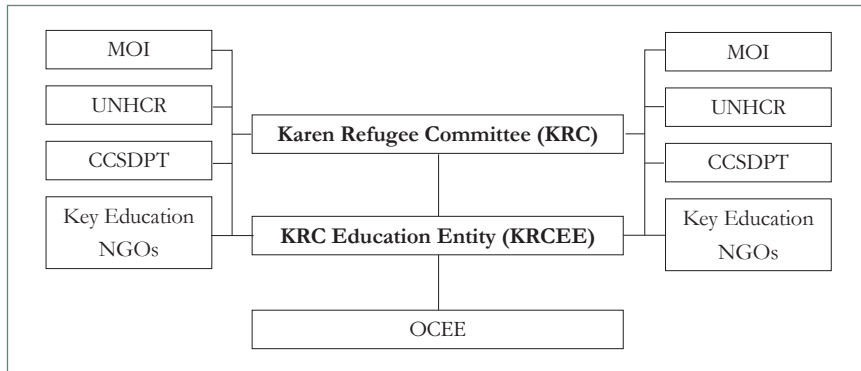 MOI
UNHCR
CCSDPT
Key Education
NGOs
Karen Refugee Committee (KRC)
KRC Education Entity (KRCEE)
OCEE
MOI
UNHCR
CCSDPT
Key Education
NGOs